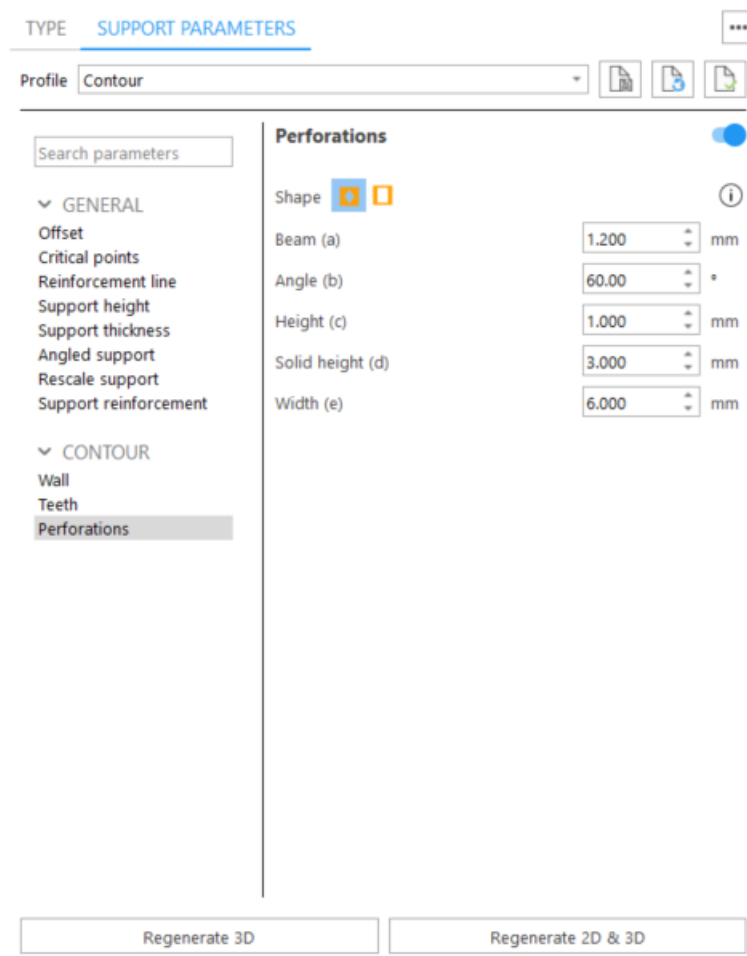 TYPE SUPPORT PARAMETERS ...
Profile Contour
Search parameters
GENERAL
Offset
Critical points
Reinforcement line
Support height
Support thickness
Angled support
Rescale support
Support reinforcement
CONTOUR
Wall
Teeth
Perforations
Perforations
Shape
Beam (a) 1.200 mm
Angle (b) 60.00 °
Height (c) 1.000 mm
Solid height (d) 3.000 mm
Width (e) 6.000 mm
Regenerate 3D Regenerate 2D & 3D